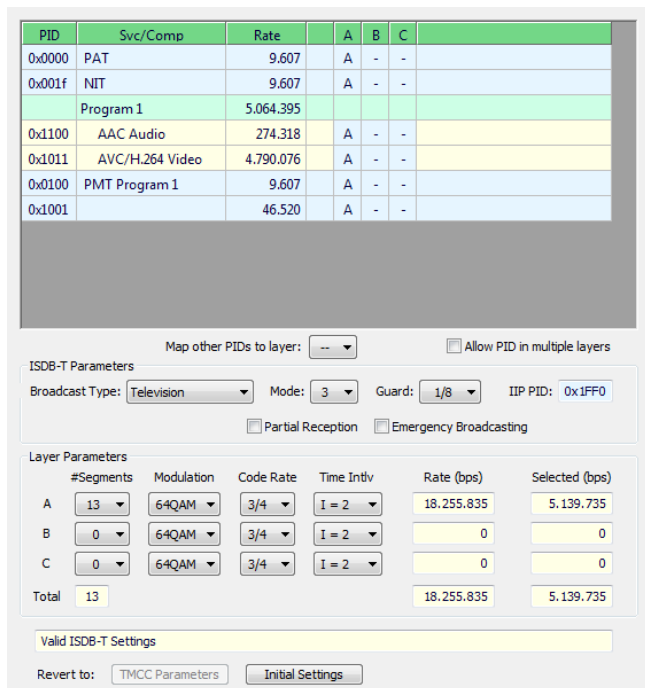 PID Svc/Comp Rate A B C
0x0000 PAT 9.607 A - -
0x001f NIT 9.607 A - -
Program 1 5.064.395
0x1100 AAC Audio 274.318 A - -
0x1011 AVC/H.264 Video 4.790.076 A - -
0x0100 PMT Program 1 9.607 A - -
0x1001 46.520 A - -
Map other PIDs to layer: -- Allow PID in multiple layers
ISDB-T Parameters
Broadcast Type: Television Mode: 3 Guard: 1/8 IIP PID: 0x1FF0
Partial Reception Emergency Broadcasting
Layer Parameters
#Segments Modulation Code Rate Time Intlv Rate (bps) Selected (bps)
A 13 64QAM 3/4 I = 2 18.255.835 5.139.735
B 0 64QAM 3/4 I = 2 0 0
C 0 64QAM 3/4 I = 2 0 0
Total 13 18.255.835 5.139.735
Valid ISDB-T Settings
Revert to: TMCC Parameters Initial Settings